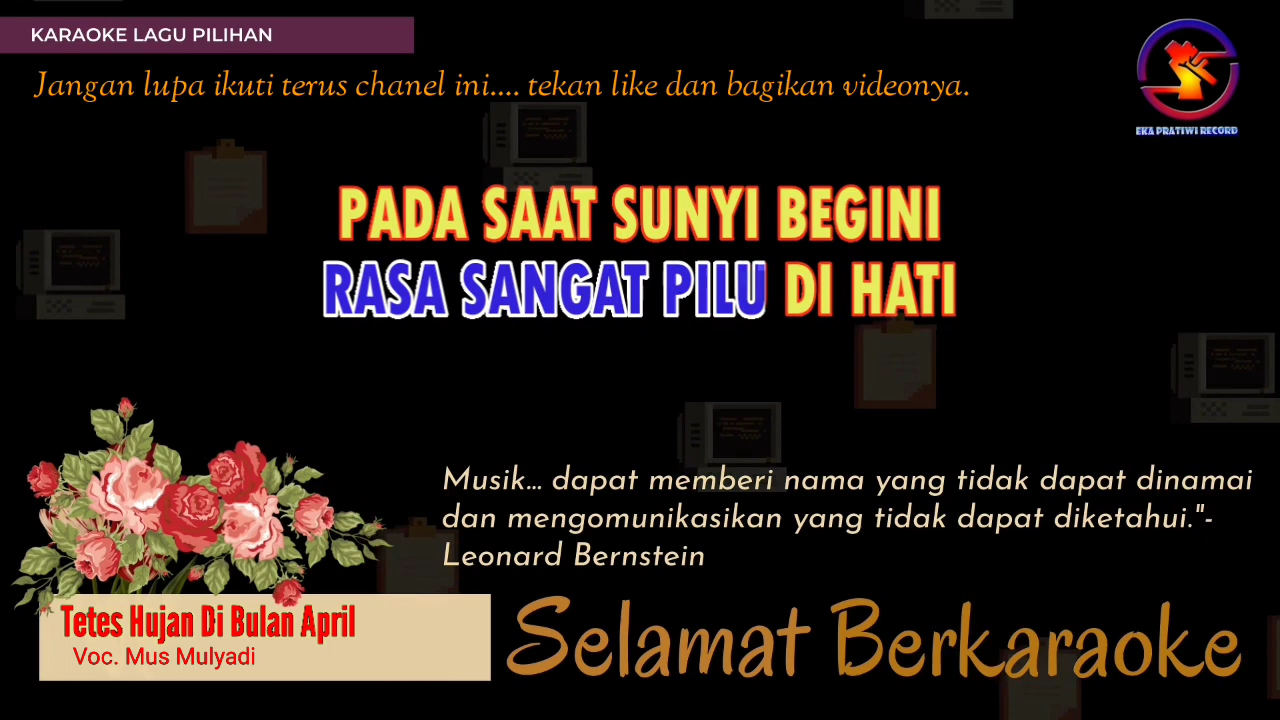 KARAOKE LAGU PILIHAN
Jangan lupa ikuti terus chanel ini.... tekan like dan bagikan videonya.
EKA PRATIWI RECORD
PADA SAAT SUNYI BEGINI
RASA SANGAT PILU DI HATI
Musik... dapat memberi nama yang tidak dapat dinamai
dan mengomunikasikan yang tidak dapat diketahui."-
Leonard Bernstein
Tetes Hujan Di Bulan April
Voc. Mus Mulyadi
Selamat Berkaraoke